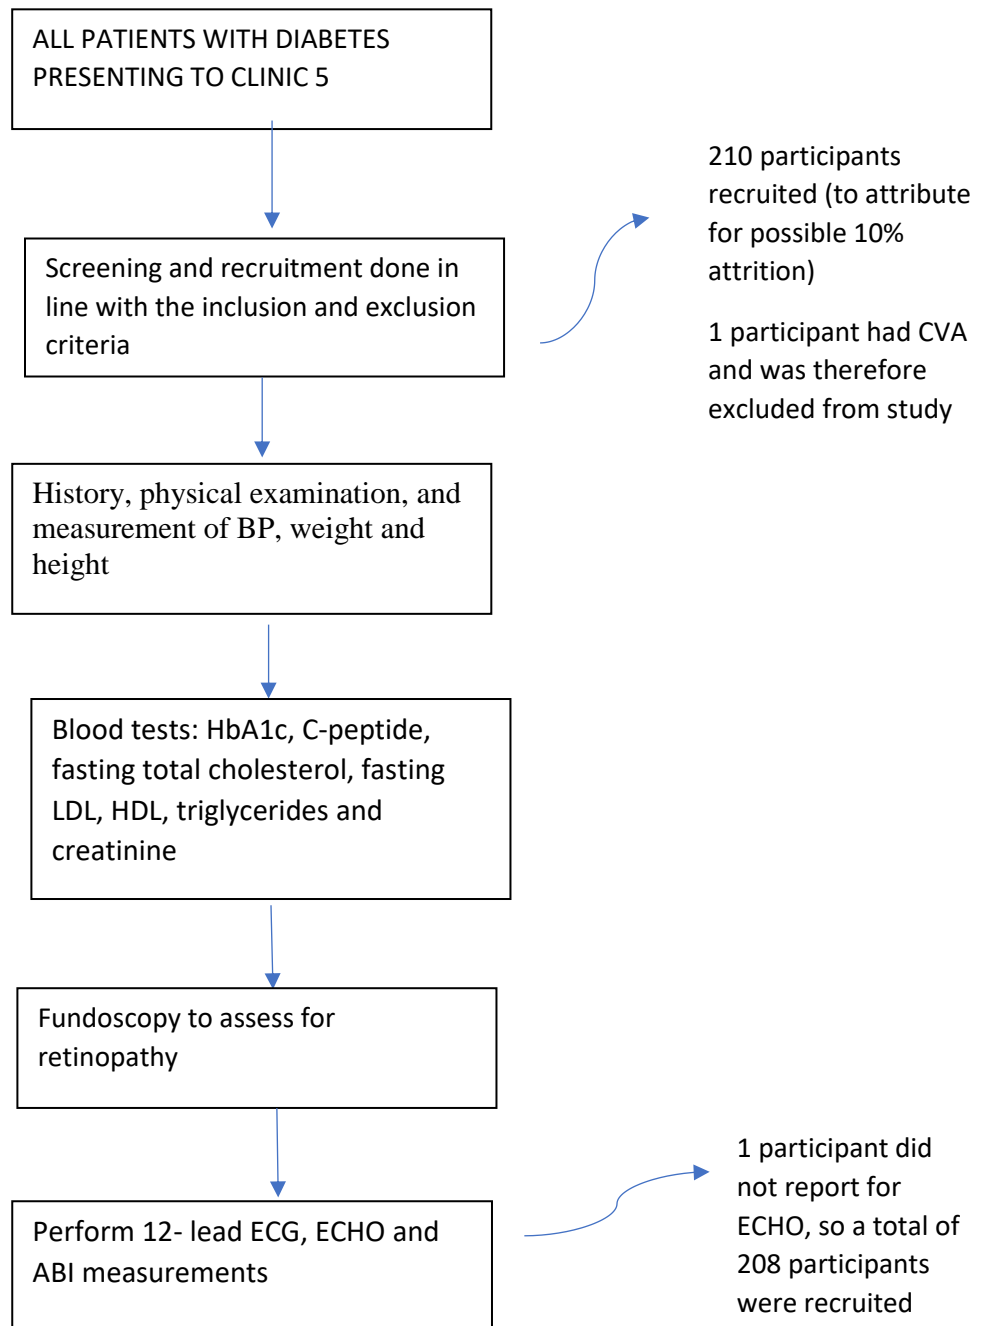 ALL PATIENTS WITH DIABETES
PRESENTING TO CLINIC 5
210 participants
recruited (to attribute
for possible 10%
attrition)
Screening and recruitment done in
line with the inclusion and exclusion
criteria
1 participant had CVA
and was therefore
excluded from study
History, physical examination, and
measurement of BP, weight and
height
Blood tests: HbA1c, C-peptide,
fasting total cholesterol, fasting
LDL, HDL, triglycerides and
creatinine
Fundoscopy to assess for
retinopathy
Perform 12- lead ECG, ECHO and
ABI measurements
1 participant did
not report for
ECHO, so a total of
208 participants
were recruited